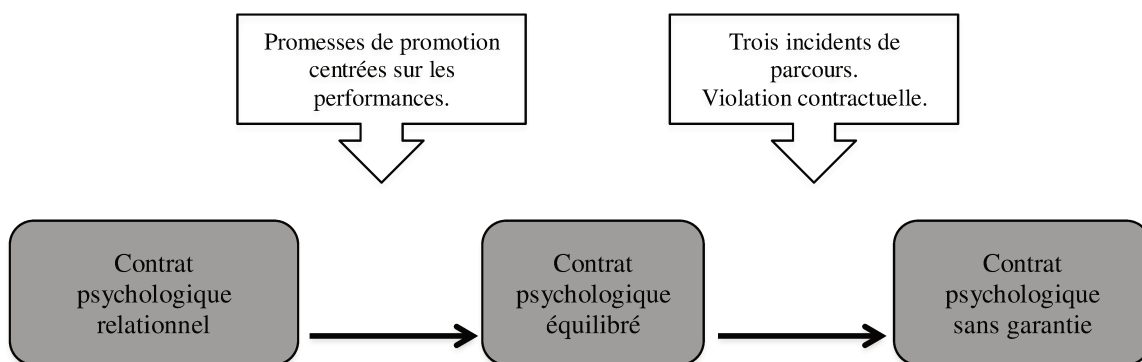 Promesses de promotion
centrées sur les
performances.
Trois incidents de
parcours.
Violation contractuelle.
Contrat
psychologique
relationnel
Contrat
psychologique
équilibré
Contrat
psychologique
sans garantie